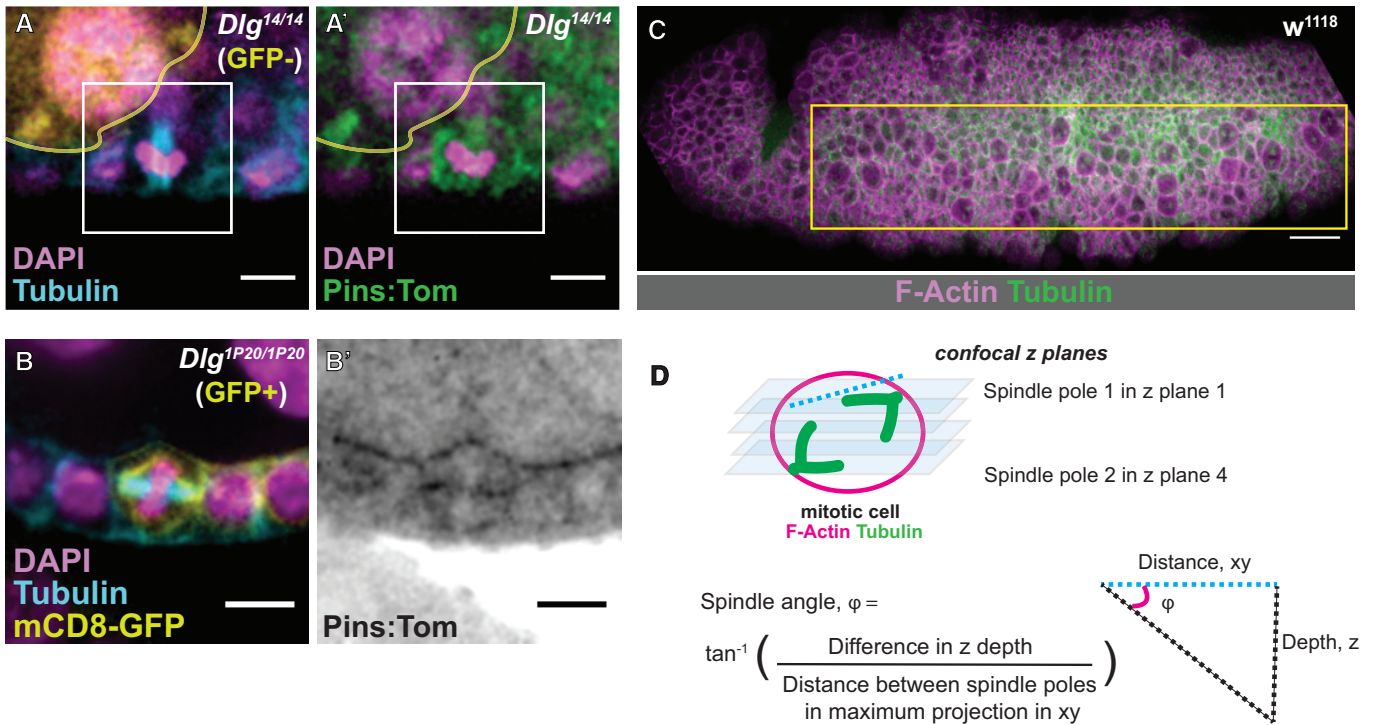 A
Dlg14/14
(GFP-)
DAPI
Tubulin
A'
Dlg14/14
DAPI
Pins:Tom
C
w1118
F-Actin Tubulin
B
Dlg1P20/1P20
(GFP+)
DAPI
Tubulin
mCD8-GFP
B'
Pins:Tom
D
confocal z planes
Spindle pole 1 in z plane 1
Spindle pole 2 in z plane 4
mitotic cell
F-Actin Tubulin
Distance, xy
φ
Depth, z
Spindle angle, φ =
tan-1 ( Difference in z depth )
Distance between spindle poles
in maximum projection in xy